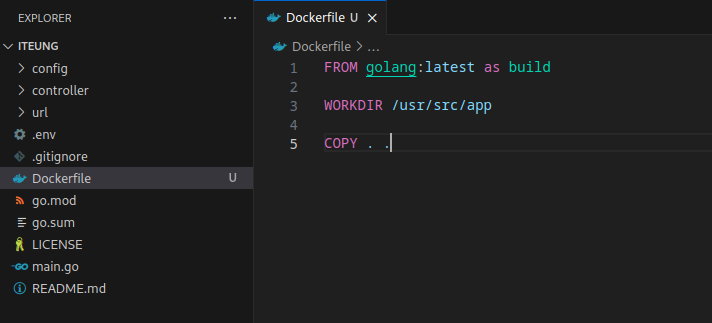 EXPLORER ...
ITEUNG
config
controller
url
.env
.gitignore
Dockerfile U
go.mod
go.sum
LICENSE
GO main.go
README.md
Dockerfile U ×
Dockerfile > ...
1 FROM golang:latest as build
2
3 WORKDIR /usr/src/app
4
5 COPY . .